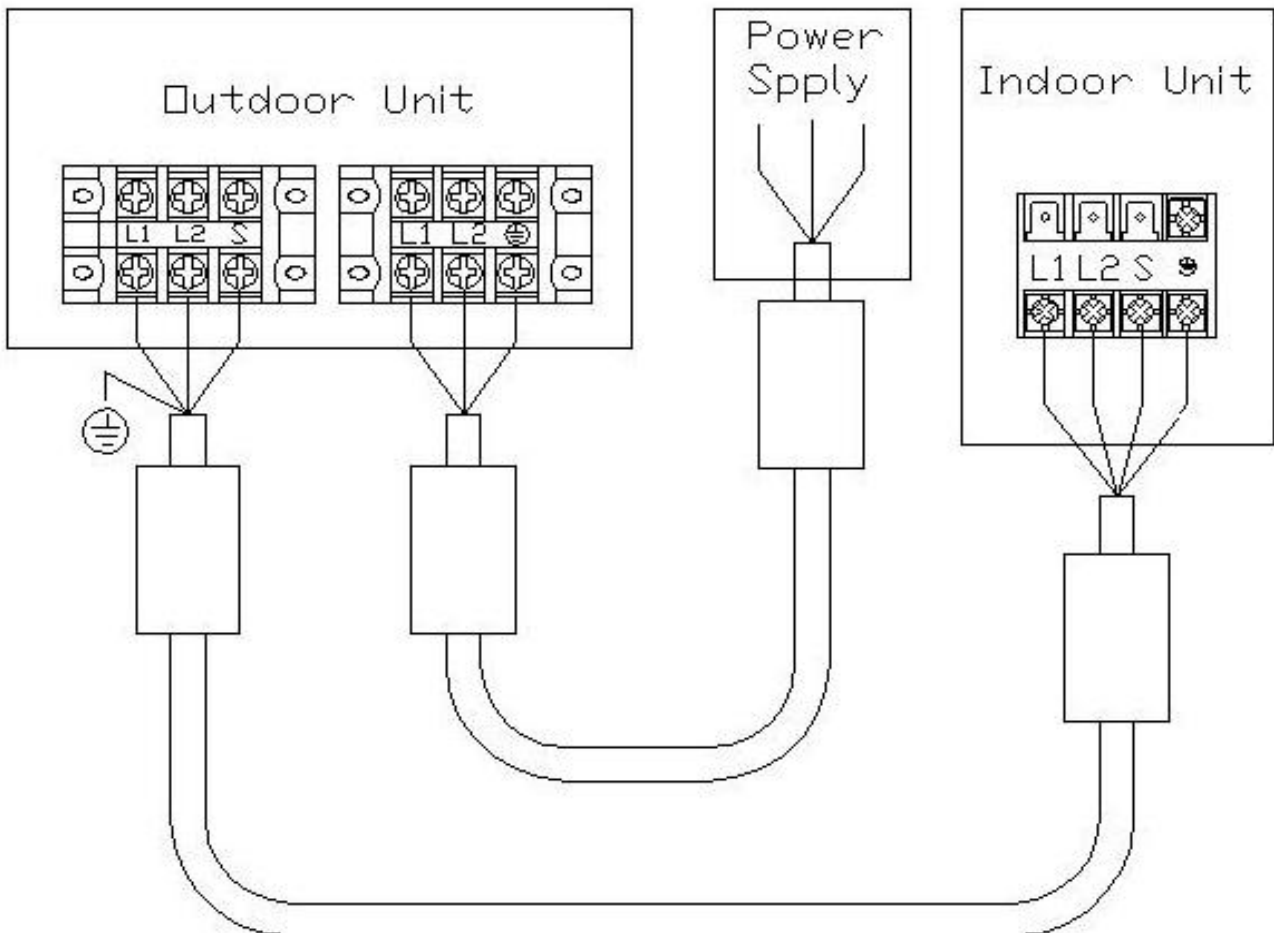 Outdoor Unit
L1 L2 S
L1 L2
Power
Spply
Indoor Unit
L1 L2 S